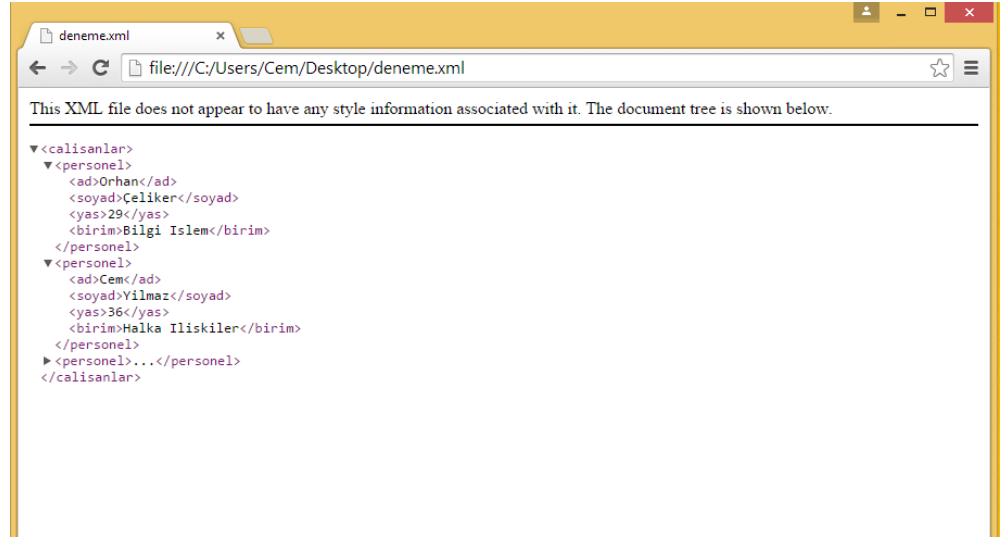 deneme.xml
file:///C:/Users/Cem/Desktop/deneme.xml
This XML file does not appear to have any style information associated with it. The document tree is shown below.
▼<calisanlar>
▼<personel>
<ad>Orhan</ad>
<soyad>Çeliker</soyad>
<yas>29</yas>
<birim>Bilgi Islem</birim>
</personel>
▼<personel>
<ad>Cem</ad>
<soyad>Yilmaz</soyad>
<yas>36</yas>
<birim>Halka Iliskiler</birim>
</personel>
▶<personel>...</personel>
</calisanlar>